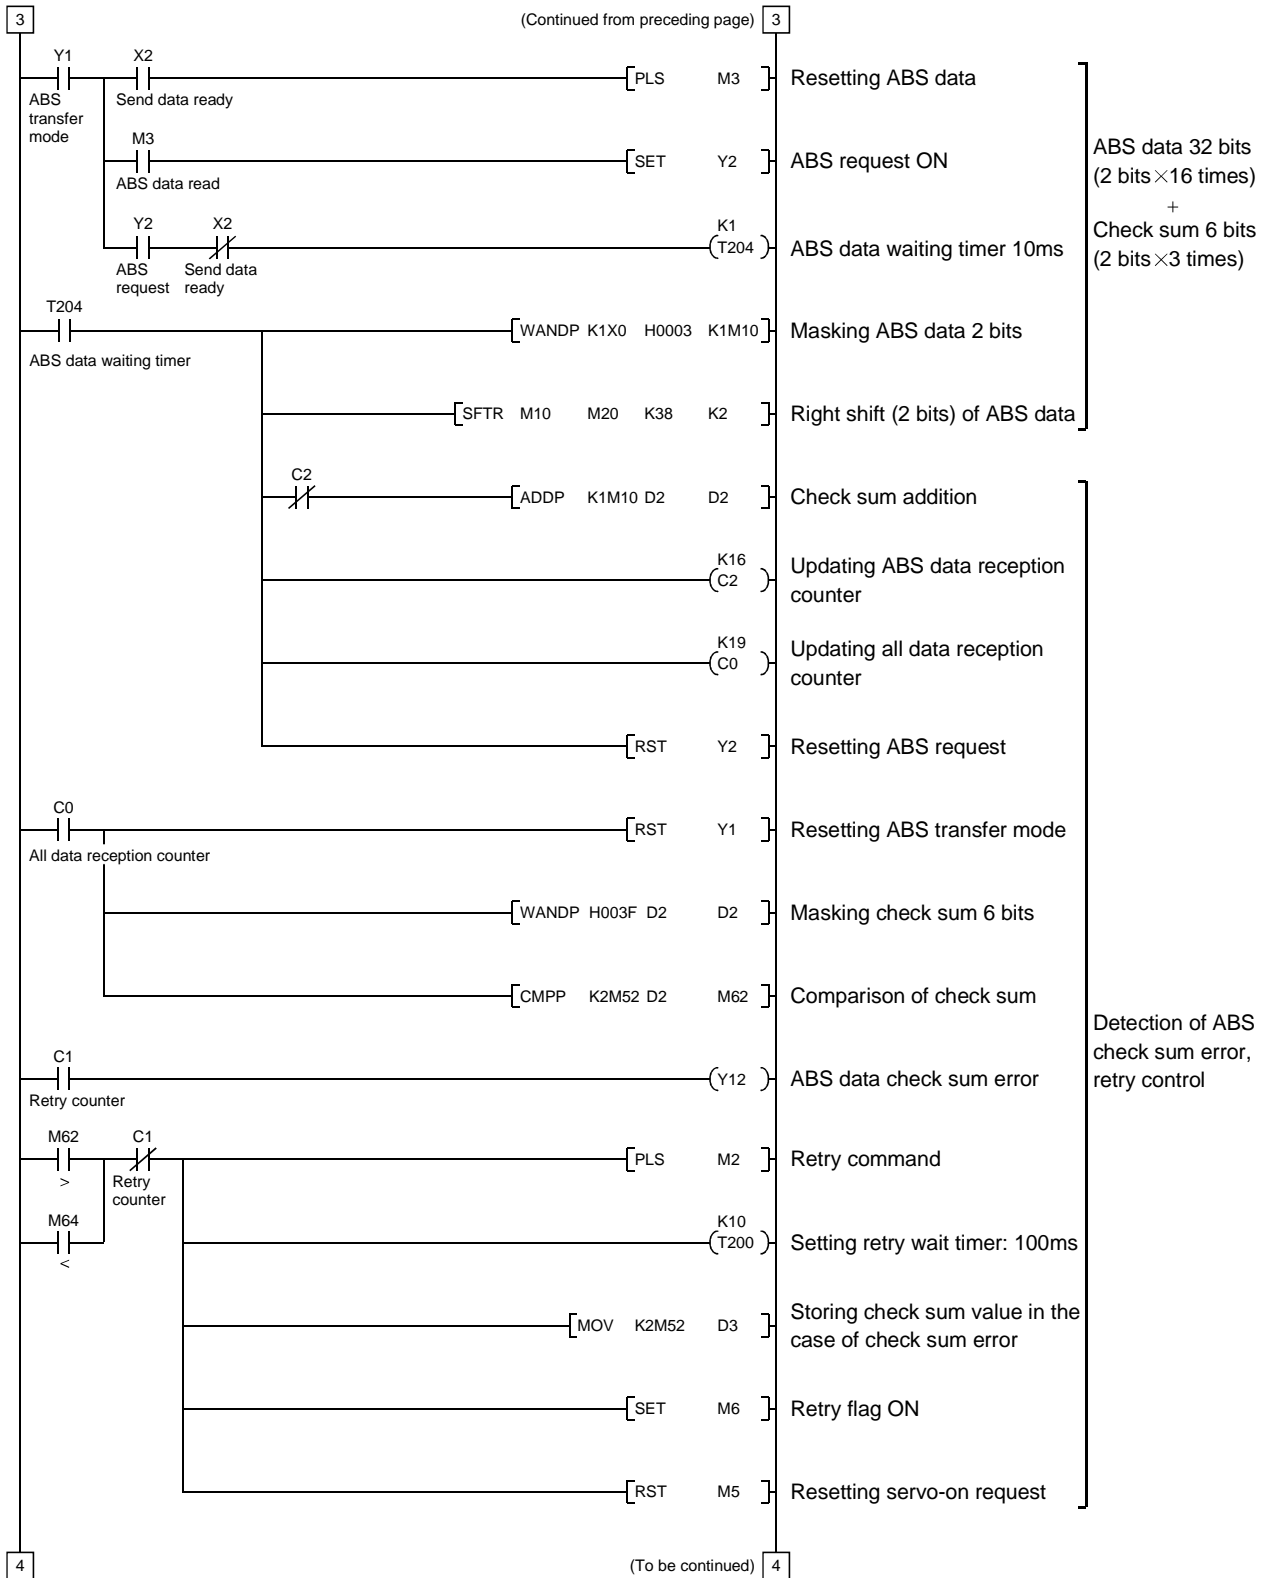 3 (Continued from preceding page) 3
Y1 X2
[PLS M3 ] Resetting ABS data
ABS transfer mode
Send data ready
M3
[SET Y2 ] ABS request ON
ABS data read
ABS data 32 bits
(2 bits×16 times)
+
Check sum 6 bits
(2 bits×3 times)
Y2 X2 K1
(T204 ) ABS data waiting timer 10ms
ABS request
Send data ready
T204
[WANDP K1X0 H0003 K1M10] Masking ABS data 2 bits
ABS data waiting timer
[SFTR M10 M20 K38 K2 ] Right shift (2 bits) of ABS data
C2
[ADDP K1M10 D2 D2 ] Check sum addition
K16
(C2 ) Updating ABS data reception
counter
K19
(C0 ) Updating all data reception
counter
[RST Y2 ] Resetting ABS request
C0
[RST Y1 ] Resetting ABS transfer mode
All data reception counter
[WANDP H003F D2 D2 ] Masking check sum 6 bits
[CMPP K2M52 D2 M62 ] Comparison of check sum
Detection of ABS
check sum error,
retry control
C1
(Y12 ) ABS data check sum error
Retry counter
M62 C1
[PLS M2 ] Retry command
>
Retry
counter
M64 K10
(T200 ) Setting retry wait timer: 100ms
<
[MOV K2M52 D3 ] Storing check sum value in the
case of check sum error
[SET M6 ] Retry flag ON
[RST M5 ] Resetting servo-on request
4 (To be continued) 4